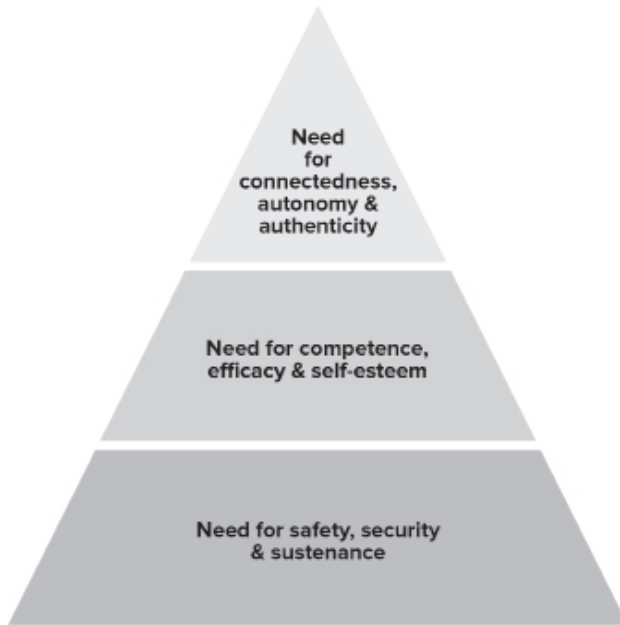 Need
for
connectedness,
autonomy &
authenticity
Need for competence,
efficacy & self-esteem
Need for safety, security
& sustenance